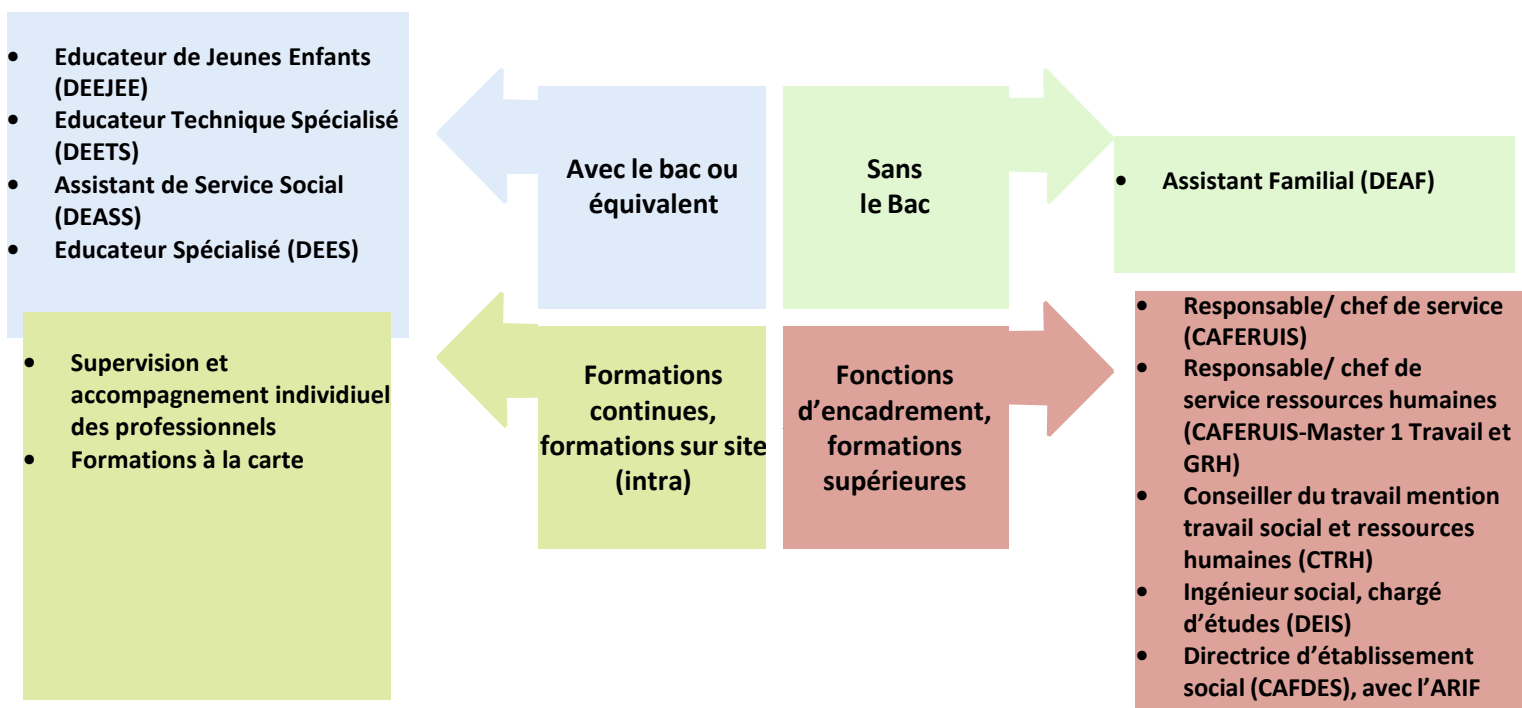 • Educateur de Jeunes Enfants
(DEEJEE)
• Educateur Technique Spécialisé
(DEETS)
• Assistant de Service Social
(DEASS)
• Educateur Spécialisé (DEES)
Avec le bac ou
équivalent
Sans
le Bac
• Assistant Familial (DEAF)
• Supervision et
accompagnement individiuel
des professionnels
• Formations à la carte
Formations
continues,
formations sur site
(intra)
Fonctions
d’encadrement,
formations
supérieures
• Responsable/ chef de service
(CAFERUIS)
• Responsable/ chef de
service ressources humaines
(CAFERUIS-Master 1 Travail et
GRH)
• Conseiller du travail mention
travail social et ressources
humaines (CTRH)
• Ingénieur social, chargé
d’études (DEIS)
• Directrice d’établissement
social (CAFDES), avec l’ARIF